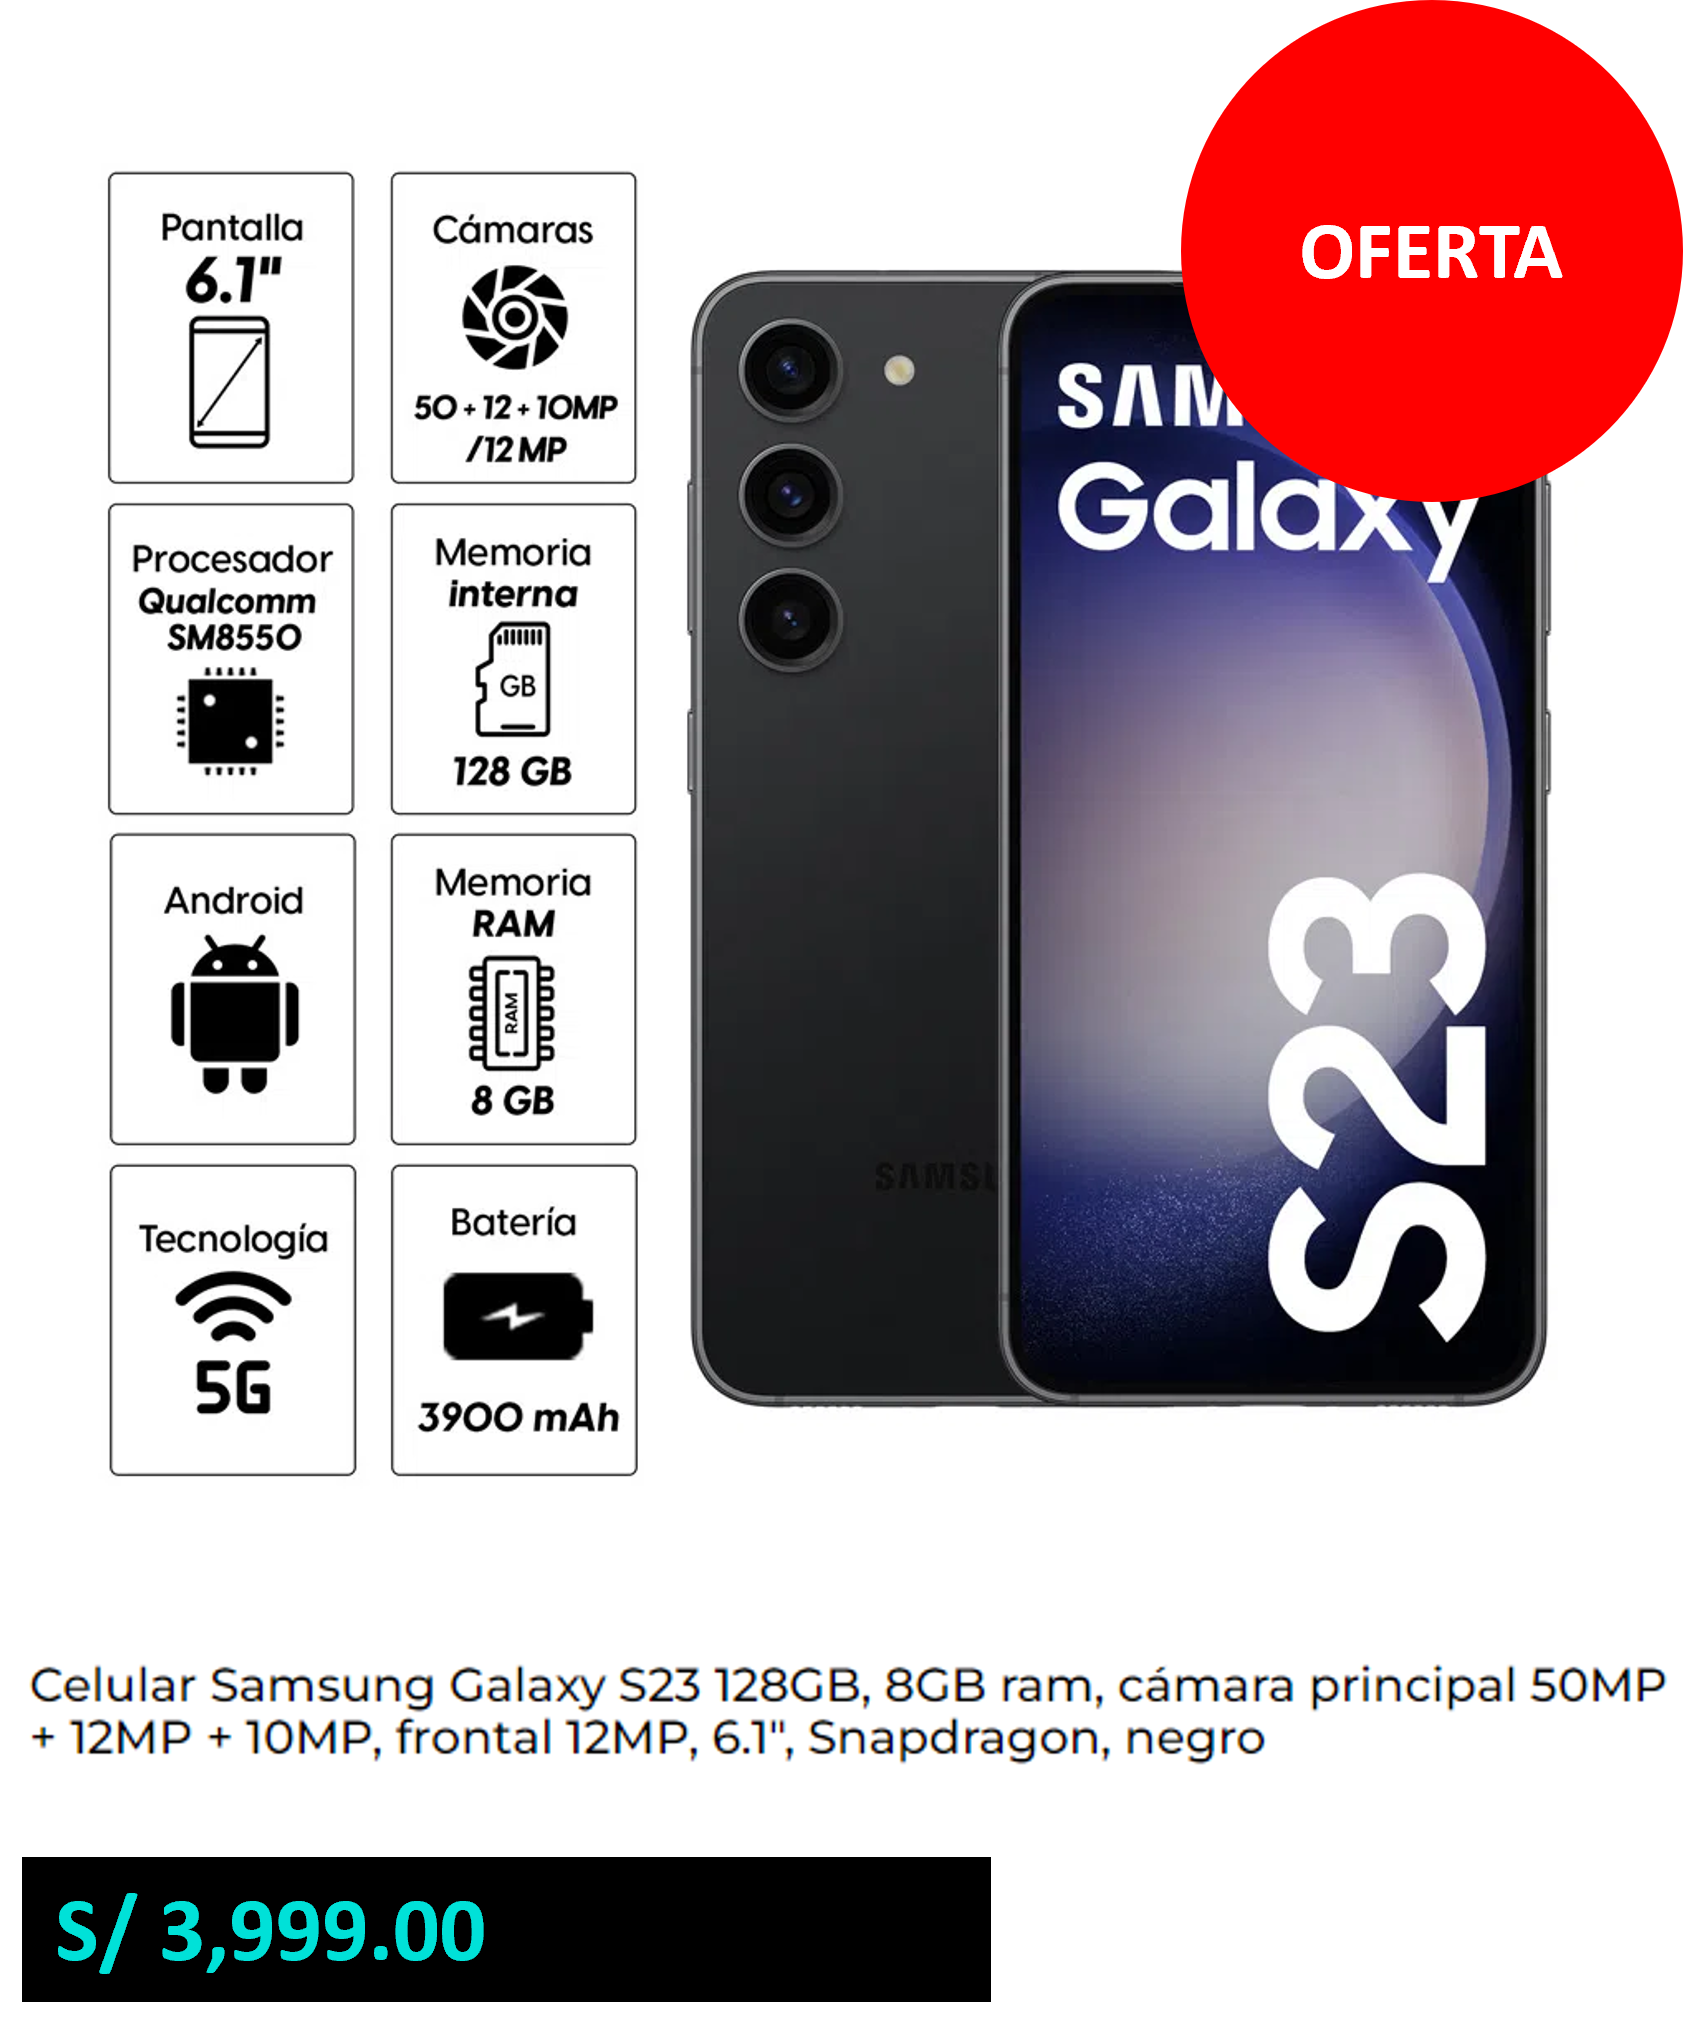 OFERTA
Pantalla
6.1"
Cámaras
50 + 12 + 10MP
/12 MP
Procesador
Qualcomm
SM8550
Memoria
interna
GB
128 GB
Android
Memoria
RAM
RAM
8 GB
Tecnología
5G
Batería
3900 mAh
SAM
Galaxy
S23
SAMSU
Celular Samsung Galaxy S23 128GB, 8GB ram, cámara principal 50MP
+ 12MP + 10MP, frontal 12MP, 6.1", Snapdragon, negro
S/ 3,999.00